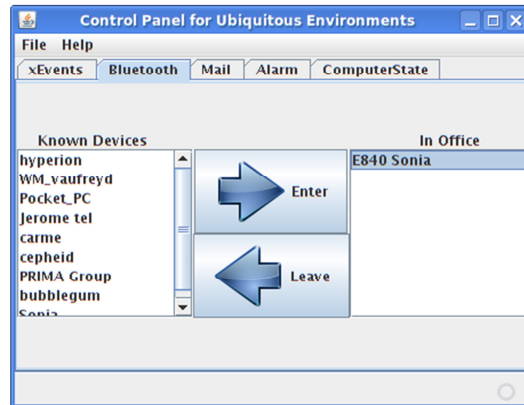 Control Panel for Ubiquitous Environments
File Help
xEvents Bluetooth Mail Alarm ComputerState
Known Devices In Office
hyperion
WM_vaufreyd
Pocket_PC
Jerome tel
carme
cepheid
PRIMA Group
bubblegum
Sonia
Enter
Leave
E840 Sonia